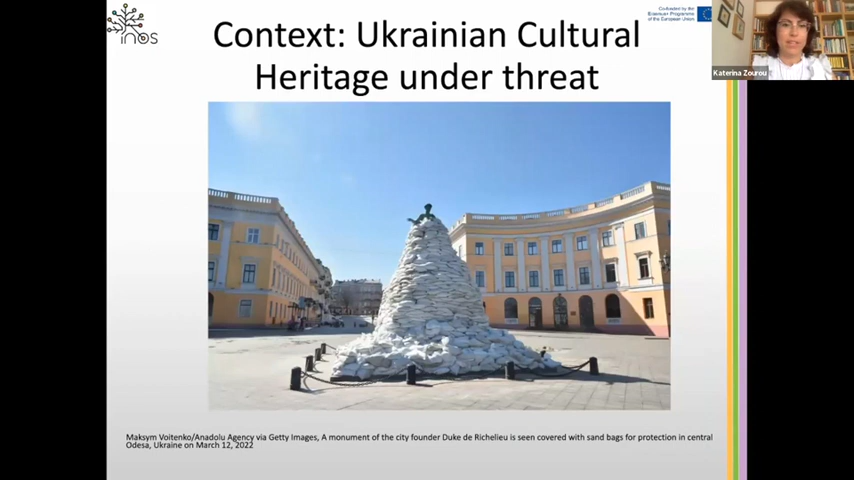 inos
Context: Ukrainian Cultural
Heritage under threat
Co-funded by the
Erasmus+ Programme
of the European Union
Katerina Zourou
Maksym Voitenko/Anadolu Agency via Getty Images, A monument of the city founder Duke de Richelieu is seen covered with sand bags for protection in central
Odesa, Ukraine on March 12, 2022